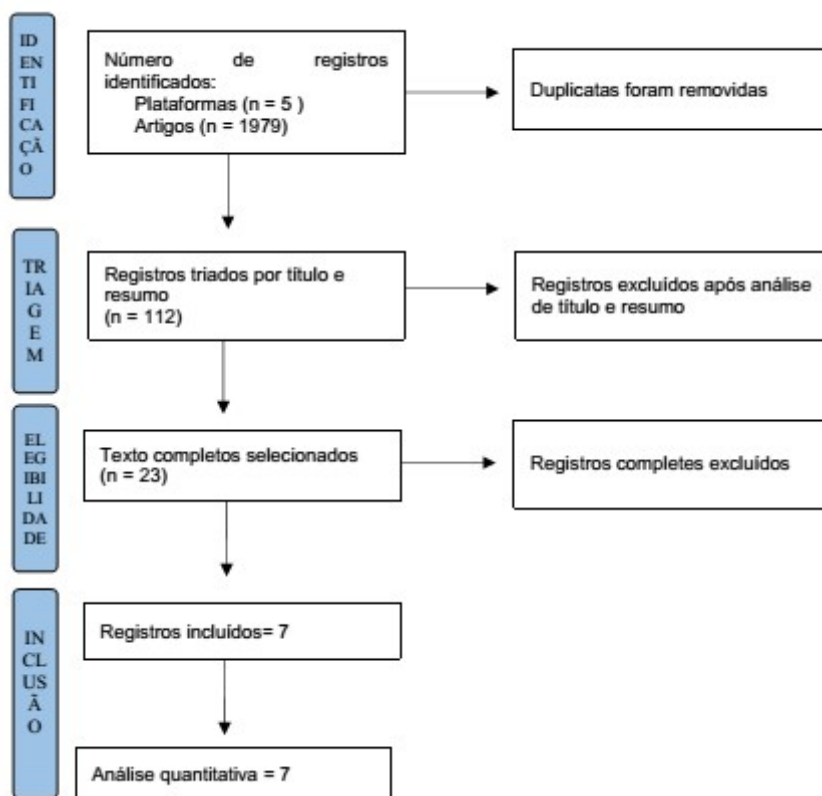 ID
EN
TI
FI
CA
ÇÃ
O
Número de registros
identificados:
Plataformas (n = 5 )
Artigos (n = 1979)
Duplicatas foram removidas
TR
IA
G
E
M
Registros triados por título e
resumo
(n = 112)
Registros excluídos após análise
de título e resumo
EL
EG
IBI
LI
DA
DE
Texto completos selecionados
(n = 23)
Registros completes excluídos
IN
CL
US
Ã
O
Registros incluídos= 7
Análise quantitativa = 7